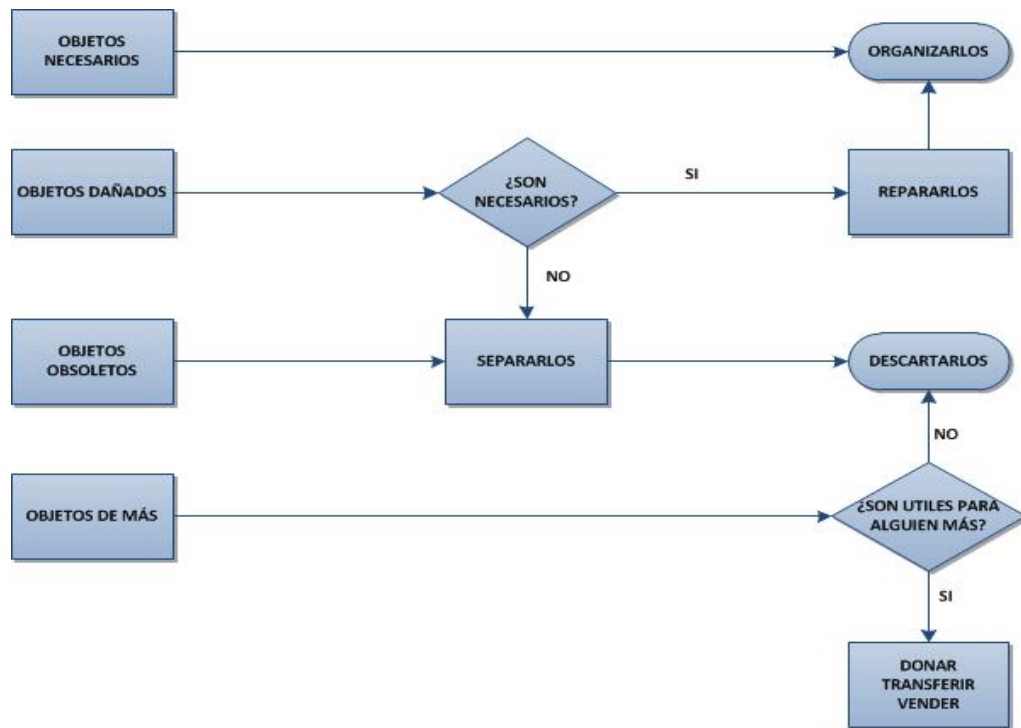 OBJETOS
NECESARIOS
ORGANIZARLOS
OBJETOS DAÑADOS
¿SON
NECESARIOS?
SI
REPARARLOS
NO
OBJETOS
OBSOLETOS
SEPARARLOS
DESCARTARLOS
NO
OBJETOS DE MÁS
¿SON UTILES PARA
ALGUIEN MÁS?
SI
DONAR
TRANSFERIR
VENDER